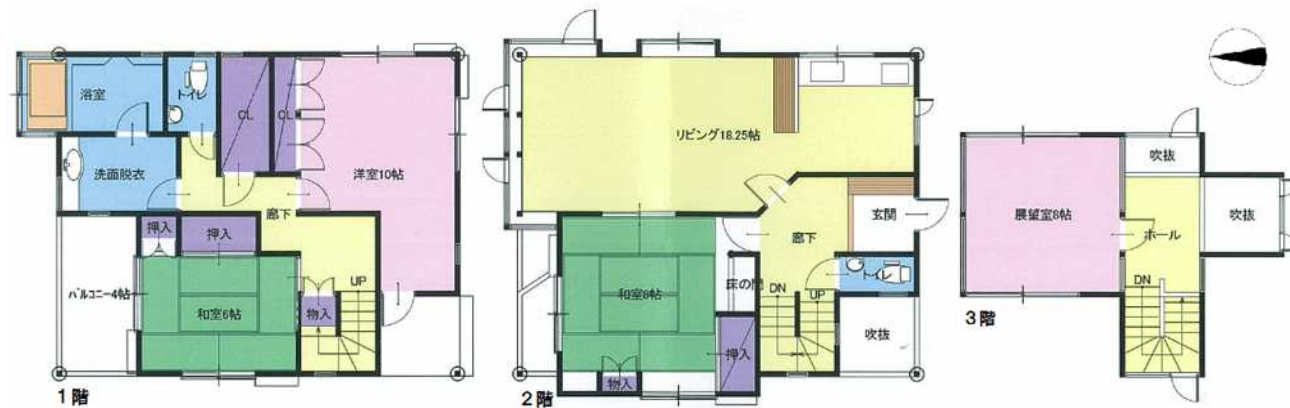 浴室
トイレ
CL
CL
洗面脱衣
洋室10帖
廊下
押入
押入
バルコニー4帖
UP
和室6帖
物入
1階
リビング18.25帖
玄関
廊下
トイレ
床の間
和室8帖
DN
UP
吹抜
押入
物入
2階
吹抜
展望室8帖
吹抜
ホール
DN
3階